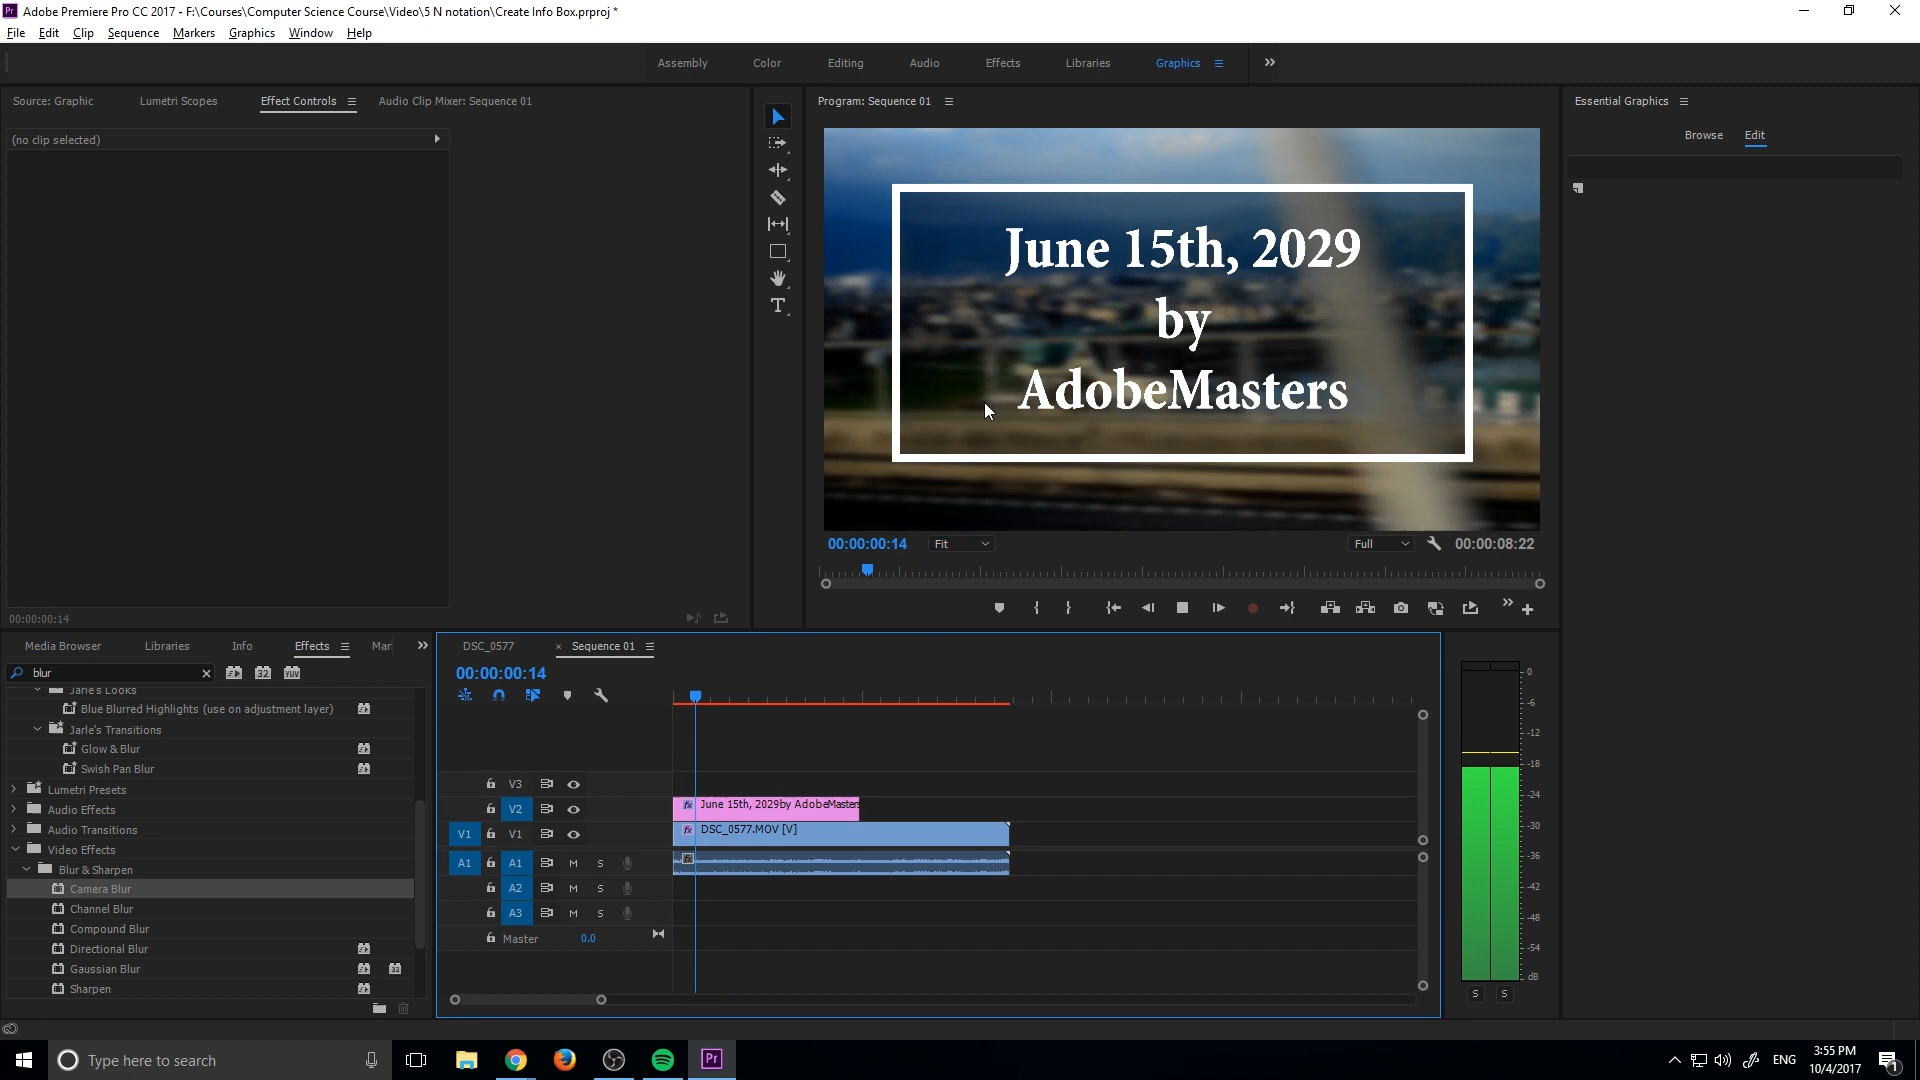 Adobe Premiere Pro CC 2017 - F:\Courses\Computer Science Course\Video\5 N notation\Create Info Box.prproj *
File Edit Clip Sequence Markers Graphics Window Help
Assembly Color Editing Audio Effects Libraries Graphics
Source: Graphic Lumetri Scopes Effect Controls Audio Clip Mixer: Sequence 01
(no clip selected)
00:00:00:14
Program: Sequence 01
June 15th, 2029
by
AdobeMasters
00:00:00:14 Fit Full 00:00:08:22
Essential Graphics
Browse Edit
Media Browser Libraries Info Effects Mar
blur
Jarle's Looks
Blue Blurred Highlights (use on adjustment layer)
Jarle's Transitions
Glow & Blur
Swish Pan Blur
Lumetri Presets
Audio Effects
Audio Transitions
Video Effects
Blur & Sharpen
Camera Blur
Channel Blur
Compound Blur
Directional Blur
Gaussian Blur
Sharpen
DSC_0577 × Sequence 01
00:00:00:14
V3
V2 fx June 15th, 2029by AdobeMasters
V1 V1 fx DSC_0577.MOV [V]
A1 A1 M S
A2 M S
A3 M S
Master 0.0
0
-6
-12
-18
-24
-30
-36
-42
-48
-54
dB
S S
Type here to search
Pr
ENG
3:55 PM
10/4/2017
1